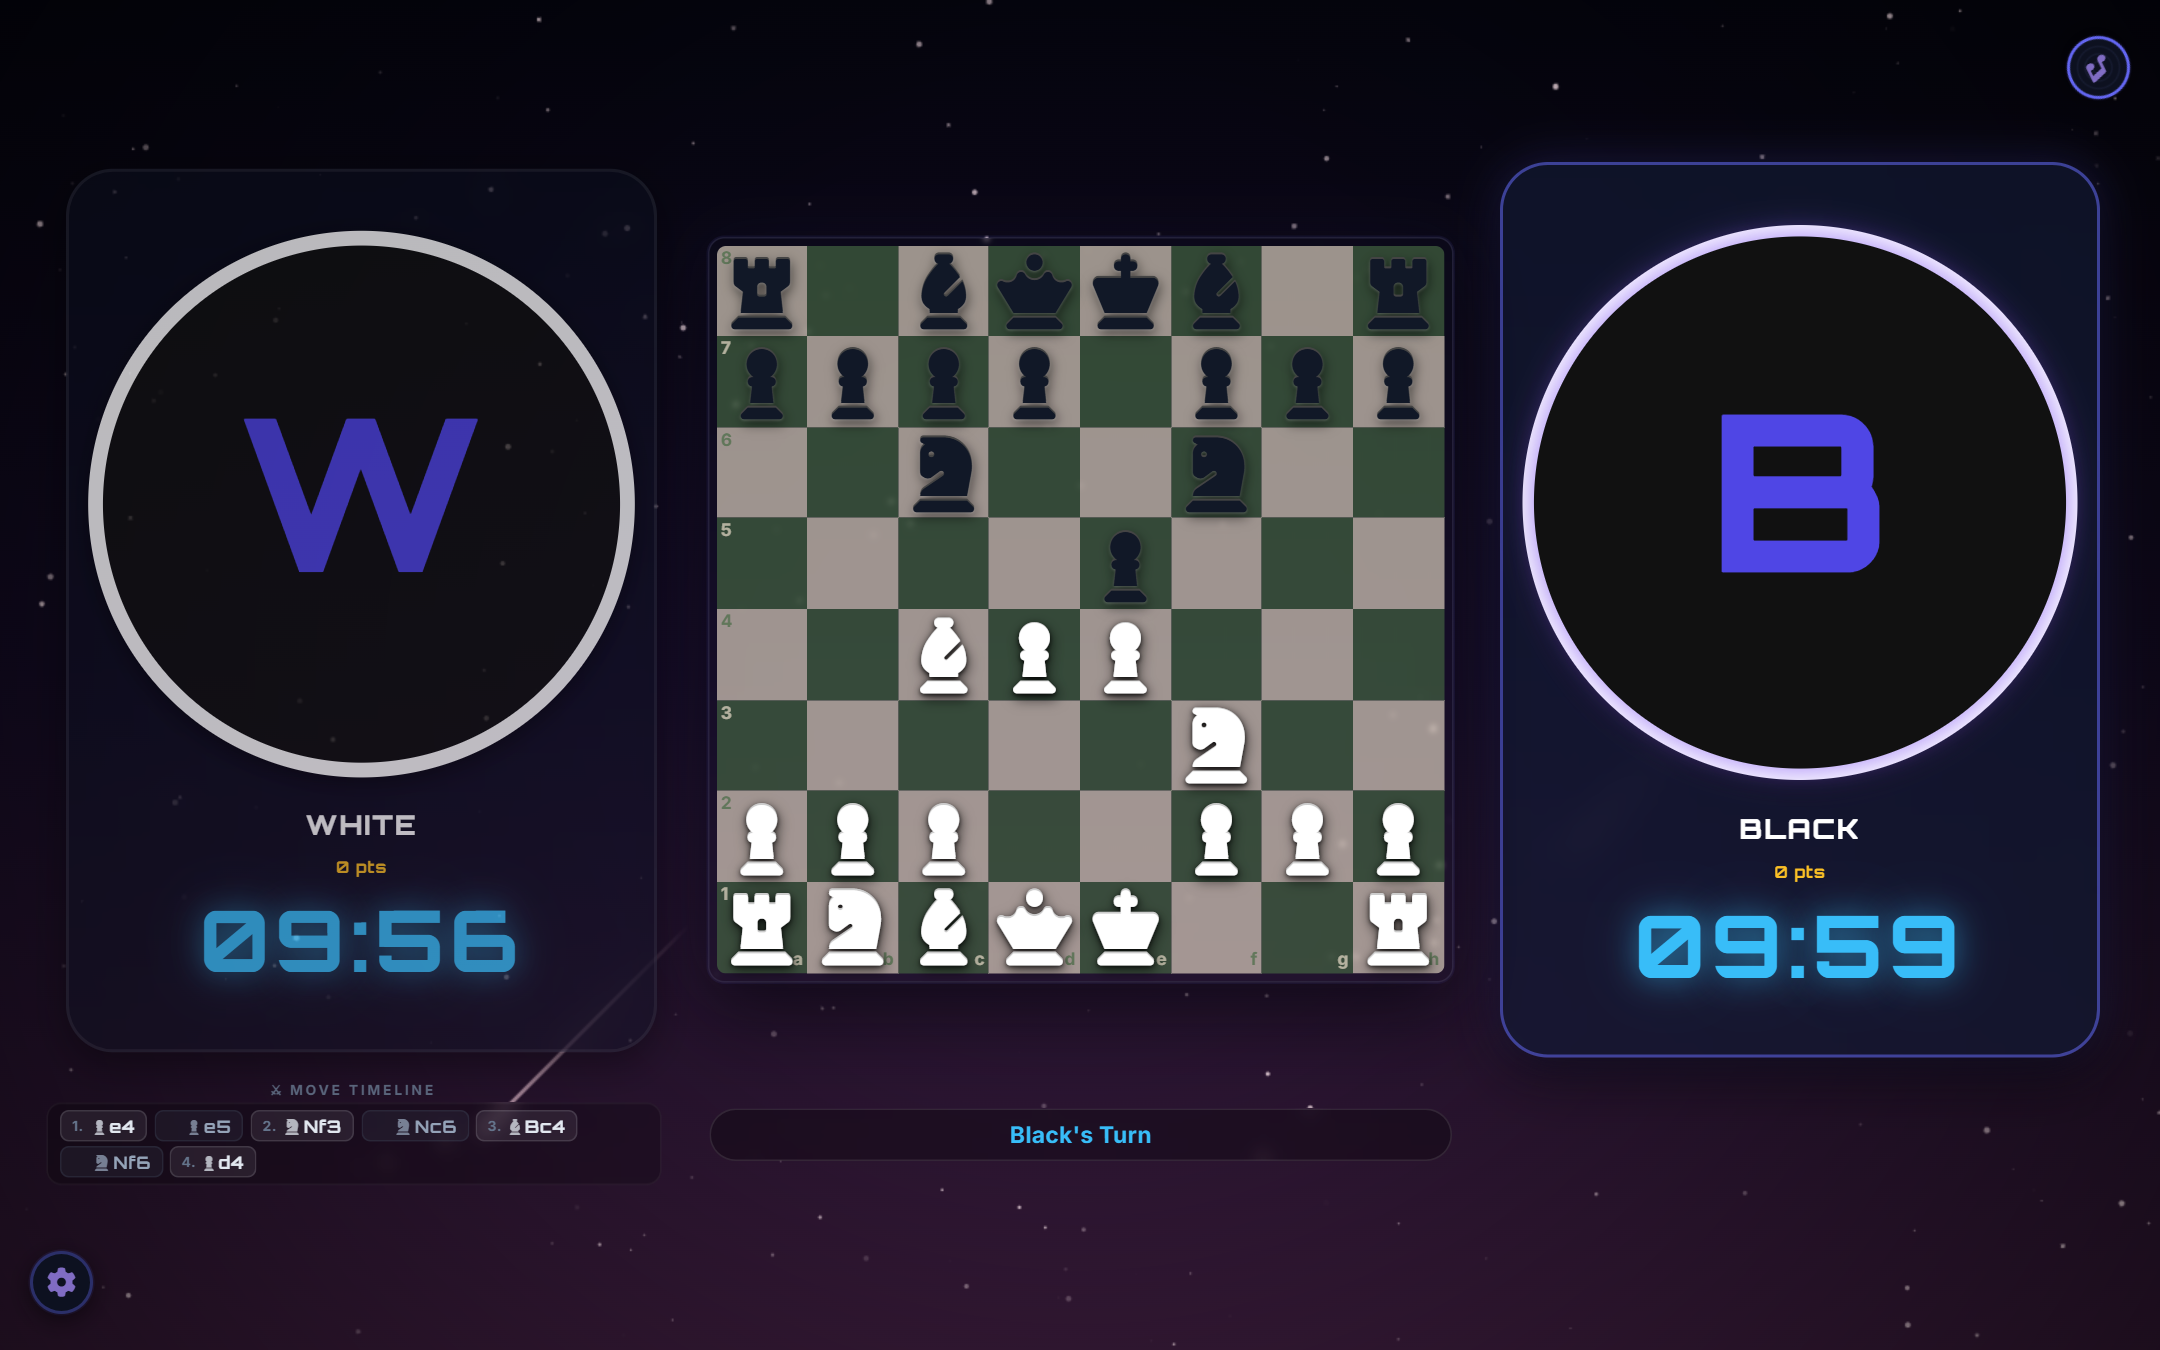 W
WHITE
0 pts
09:56
MOVE TIMELINE
1. e4 e5 2. Nf3 Nc6 3. Bc4
Nf6 4. d4
8
7
6
5
4
3
2
1
a b c d e f g h
Black's Turn
B
BLACK
0 pts
09:59